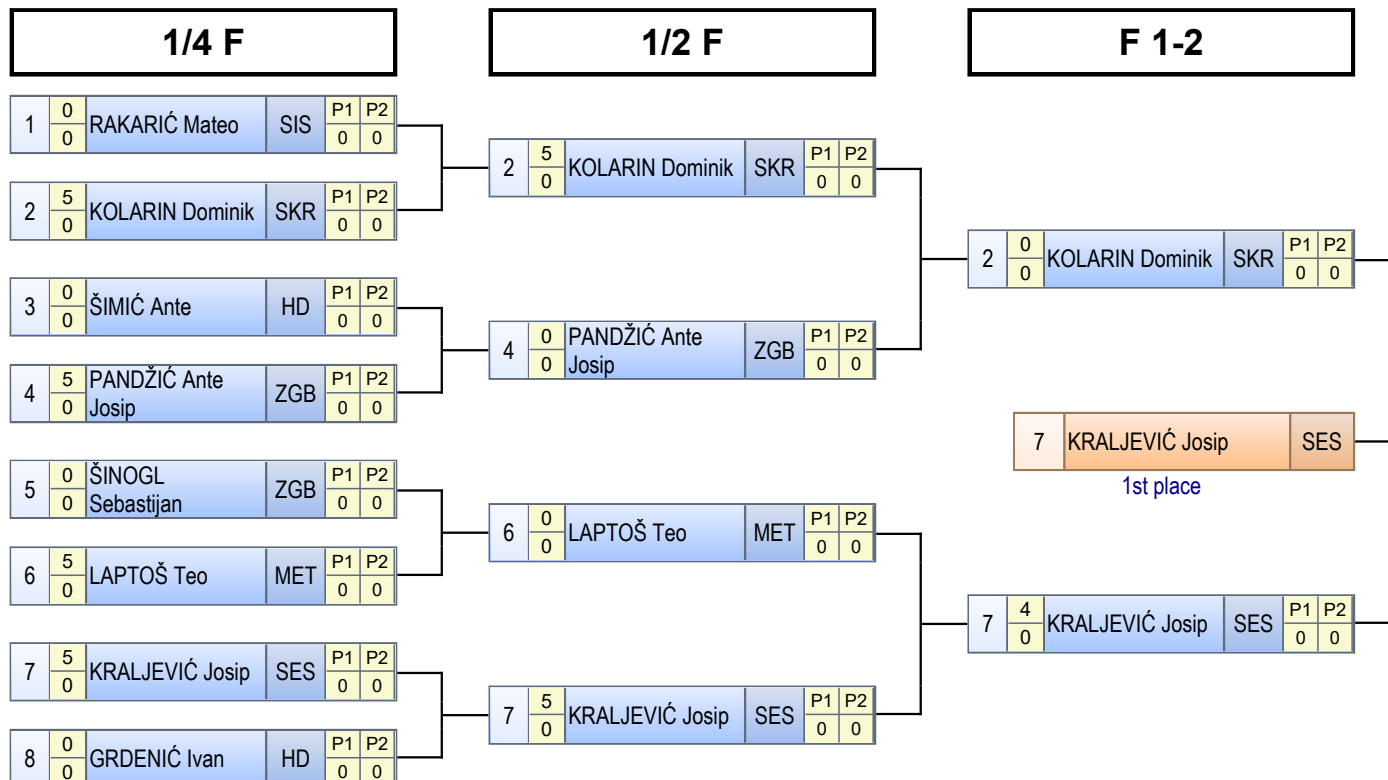 1/4 F
1/2 F
F 1-2
1 0 RAKARIĆ Mateo SIS P1 P2
0 0 0
2 5 KOLARIN Dominik SKR P1 P2
0 0 0
3 0 ŠIMIĆ Ante HD P1 P2
0 0 0
4 5 PANDŽIĆ Ante ZGB P1 P2
0 Josip 0 0
5 0 ŠINOGL ZGB P1 P2
0 Sebastijan 0 0
6 5 LAPTOŠ Teo MET P1 P2
0 0 0
7 5 KRALJEVIĆ Josip SES P1 P2
0 0 0
8 0 GRDENIĆ Ivan HD P1 P2
0 0 0
2 5 KOLARIN Dominik SKR P1 P2
0 0 0
4 0 PANDŽIĆ Ante ZGB P1 P2
0 Josip 0 0
6 0 LAPTOŠ Teo MET P1 P2
0 0 0
7 5 KRALJEVIĆ Josip SES P1 P2
0 0 0
2 0 KOLARIN Dominik SKR P1 P2
0 0 0
7 KRALJEVIĆ Josip SES
1st place
7 4 KRALJEVIĆ Josip SES P1 P2
0 0 0